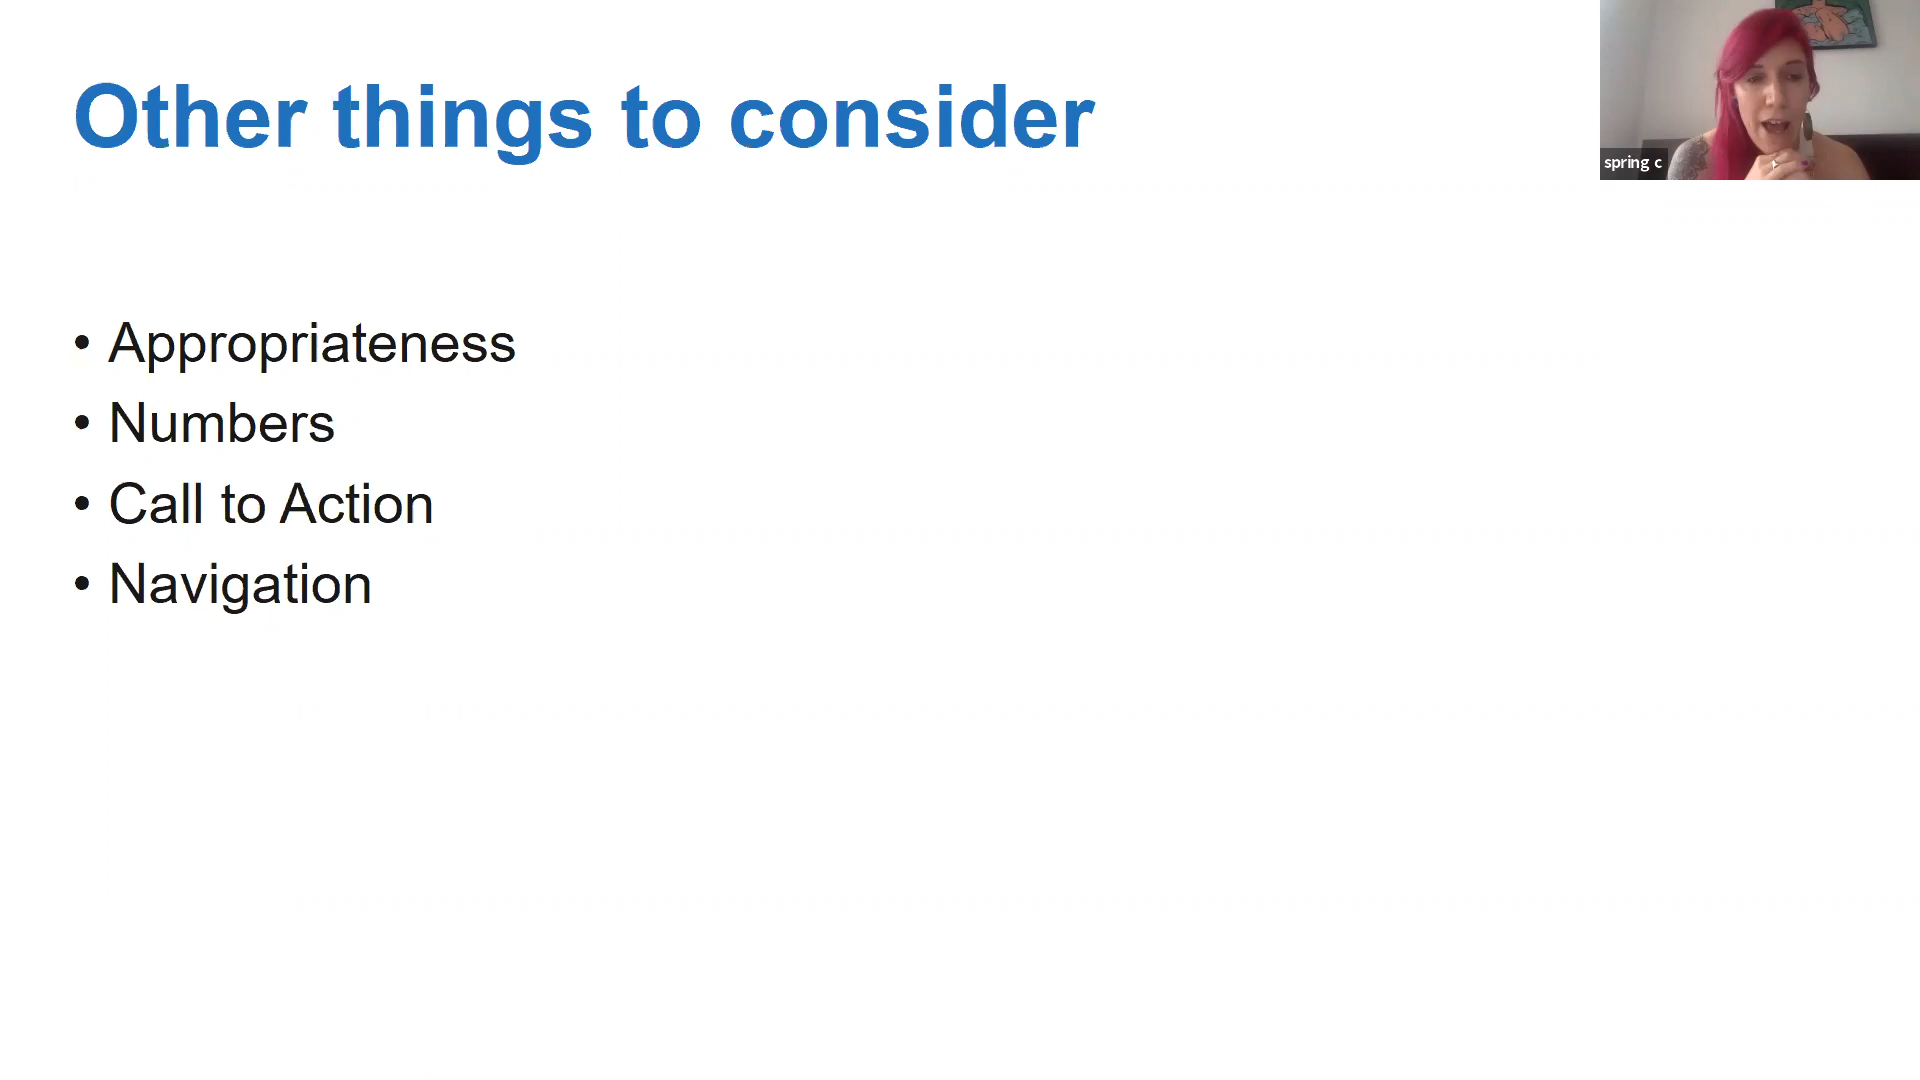 Other things to consider
• Appropriateness
• Numbers
• Call to Action
• Navigation
spring c